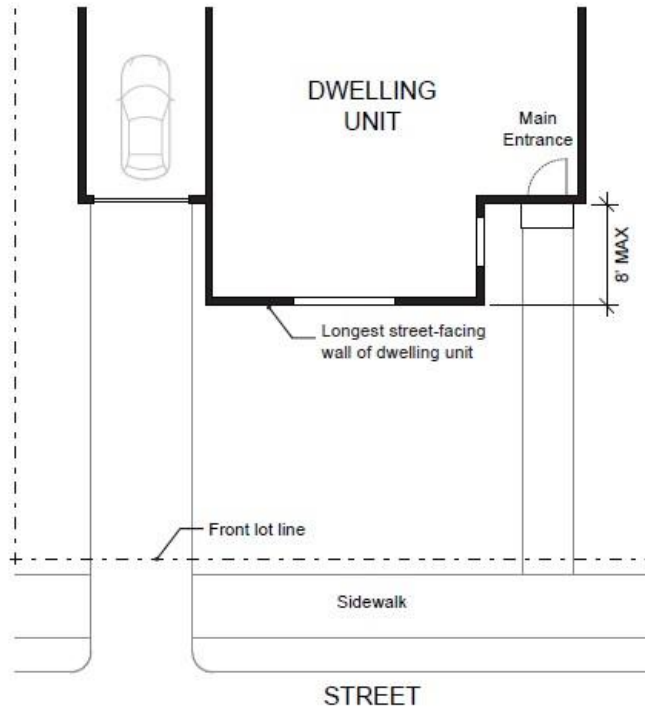 DWELLING
UNIT
Main
Entrance
8' MAX
Longest street-facing
wall of dwelling unit
Front lot line
Sidewalk
STREET